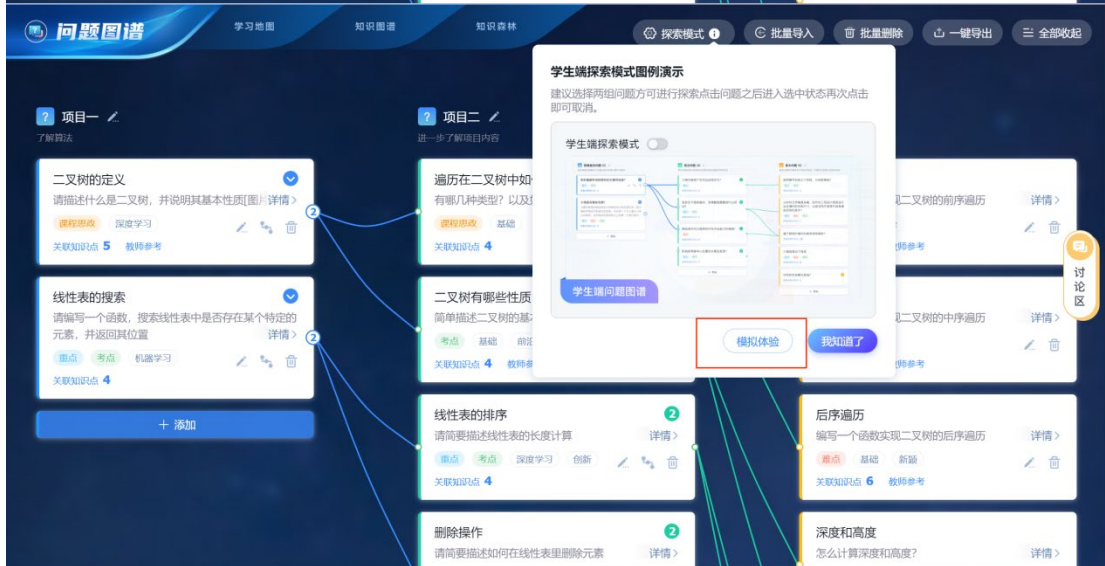 问题图谱
学习地图
知识图谱
知识森林
探索模式
批量导入
批量删除
一键导出
全部收起
学生端探索模式图例演示
建议选择两组问题方可进行探索点击问题之后进入选中状态再次点击
即可取消。
学生端探索模式
学生端问题图谱
模拟体验
我知道了
项目一
了解算法
二叉树的定义
请描述什么是二叉树，并说明其基本性质[图片 详情>
2
课程思政 深度学习
关联知识点 5 教师参考
线性表的搜索
请编写一个函数，搜索线性表中是否存在某个特定的
元素，并返回其位置 详情>
2
重点 考点 机器学习
关联知识点 4
+ 添加
项目二
进一步了解项目内容
遍历在二叉树中如
有哪几种类型？以及
课程思政 基础
关联知识点 4
二叉树有哪些性质
简单描述二叉树的基
考点 基础 前沿
关联知识点 4 教师参
线性表的排序
2
请简要描述线性表的长度计算 详情>
重点 考点 深度学习 创新
关联知识点 4
删除操作
2
请简要描述如何在线性表里删除元素 详情>
二叉树的前序遍历 详情>
师参考
二叉树的中序遍历 详情>
师参考
后序遍历
编写一个函数实现二叉树的后序遍历 详情>
难点 基础 新颖
关联知识点 6 教师参考
深度和高度
怎么计算深度和高度？ 详情>
讨
论
区